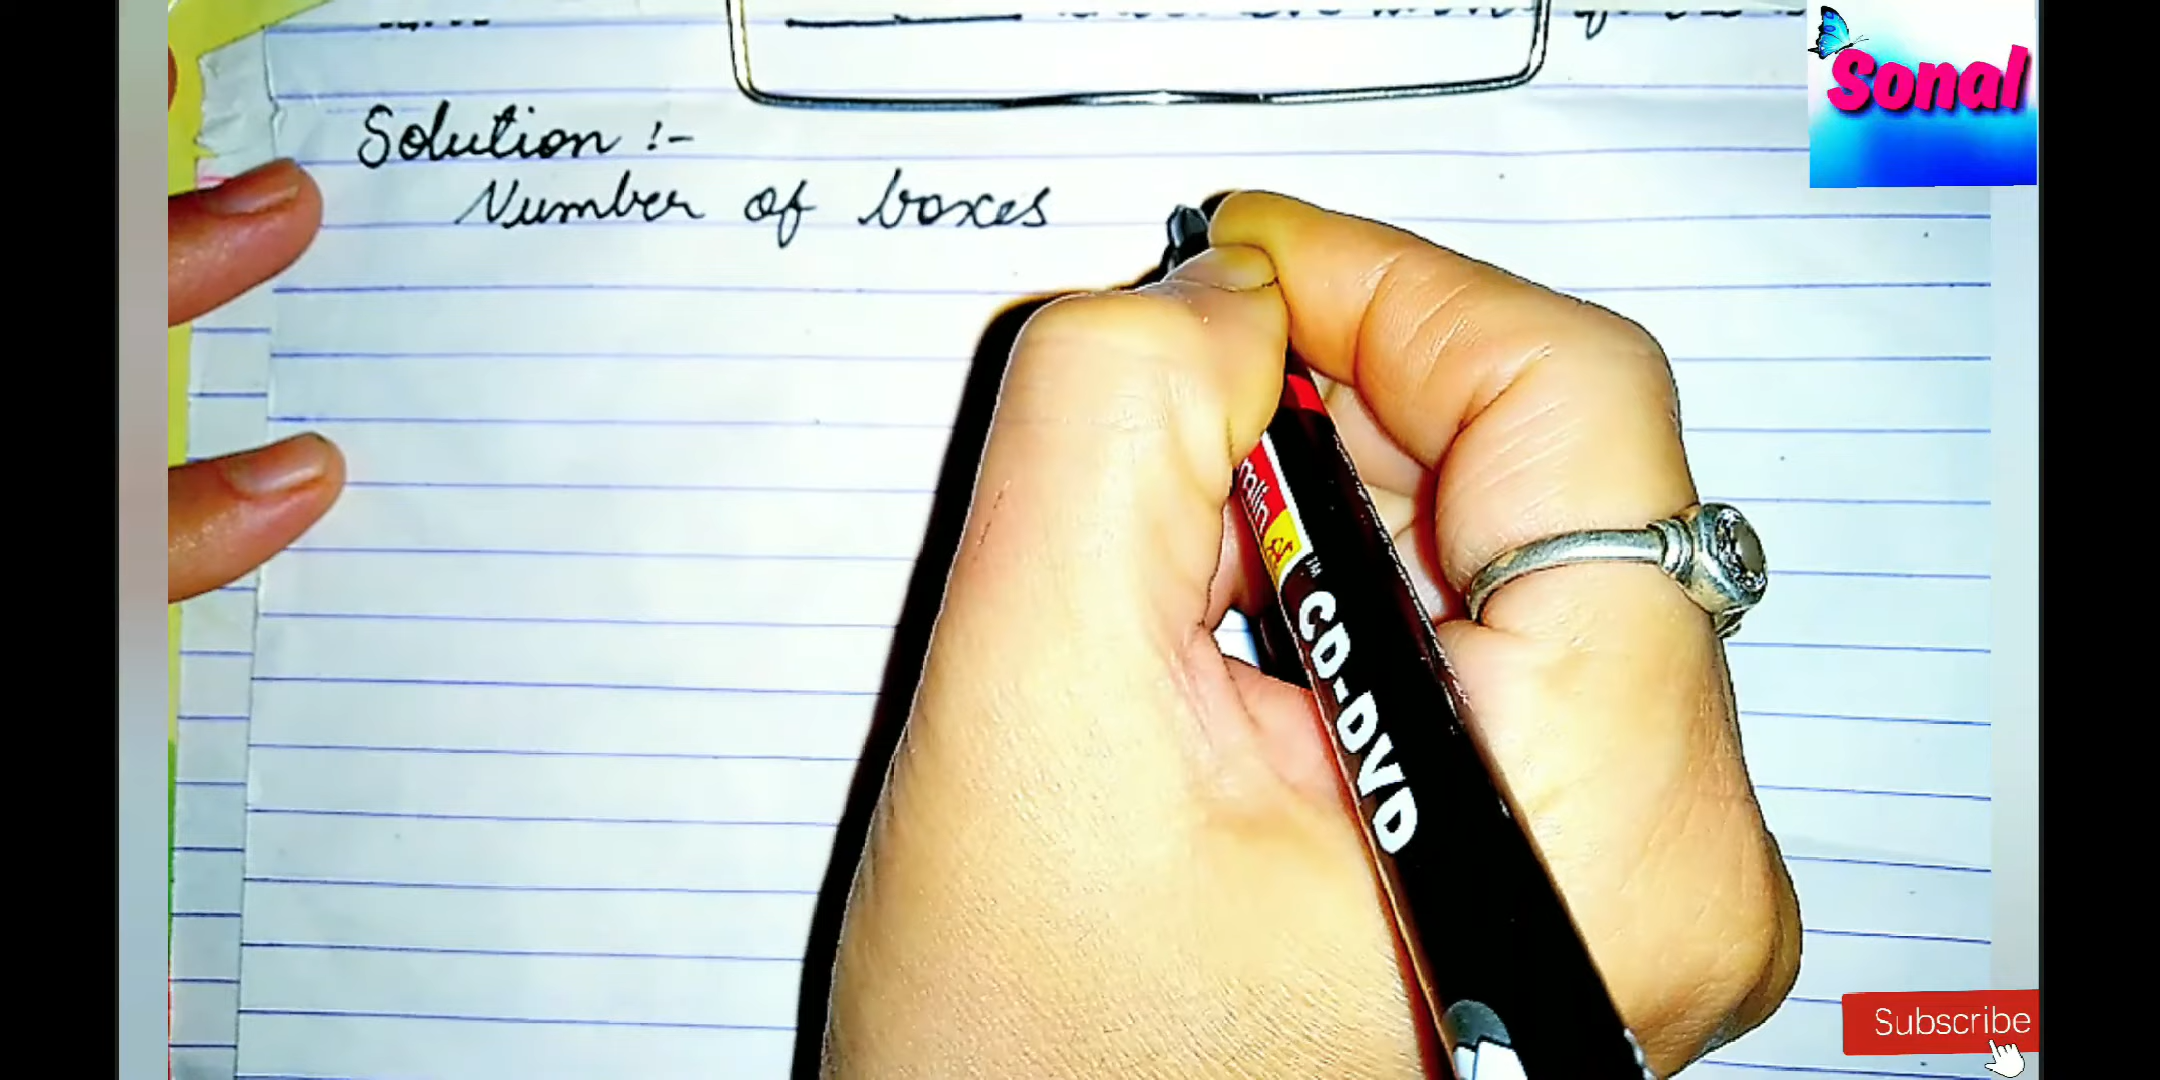 Sonal
Solution :-
Number of boxes
CD-DVD
Subscribe